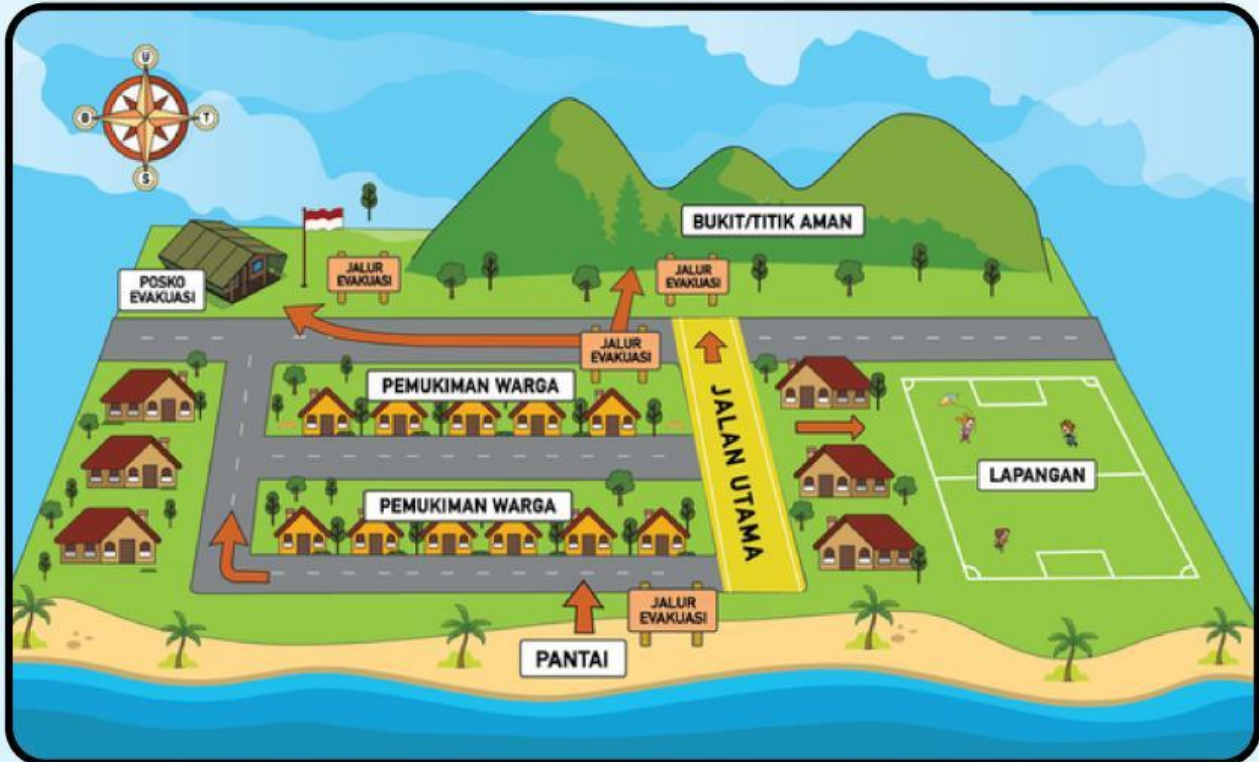 U
B
T
S
BUKIT/TITIK AMAN
POSKO
EVAKUASI
JALUR
EVAKUASI
JALUR
EVAKUASI
JALUR
EVAKUASI
PEMUKIMAN WARGA
JALAN UTAMA
LAPANGAN
PEMUKIMAN WARGA
JALUR
EVAKUASI
PANTAI